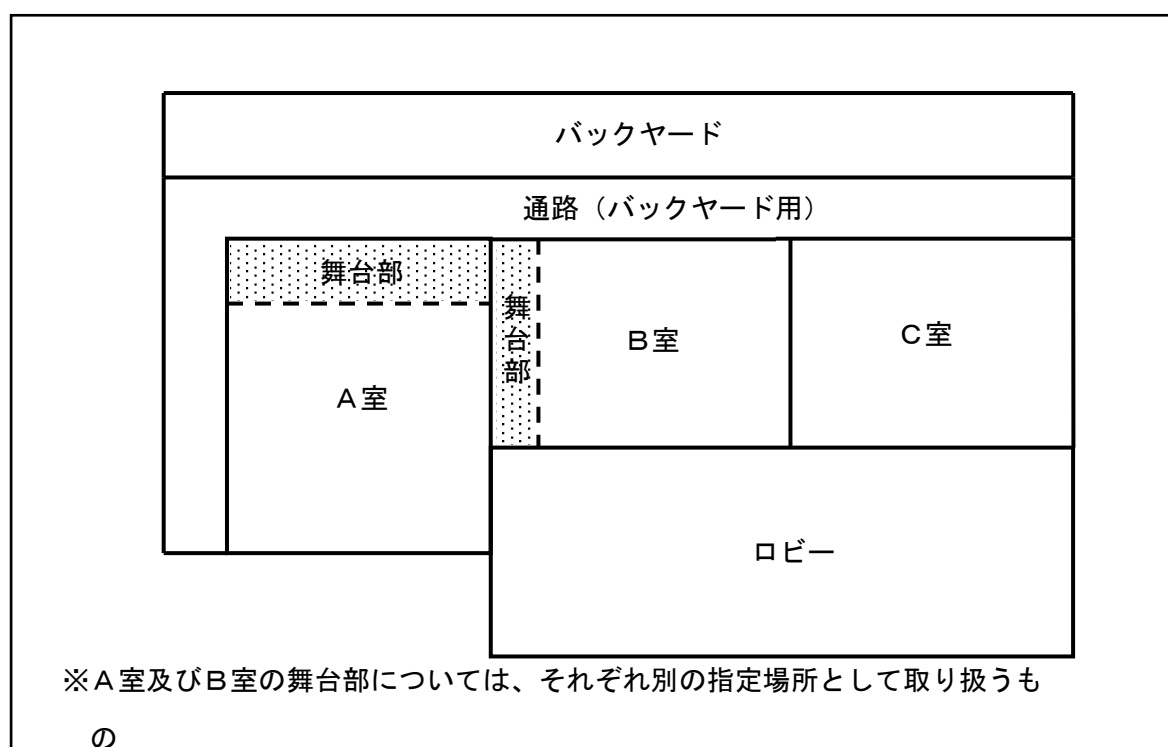 バックヤード
通路（バックヤード用）
舞台部
舞台部
Ｂ室
Ｃ室
Ａ室
ロビー
※Ａ室及びＢ室の舞台部については、それぞれ別の指定場所として取り扱うも
の